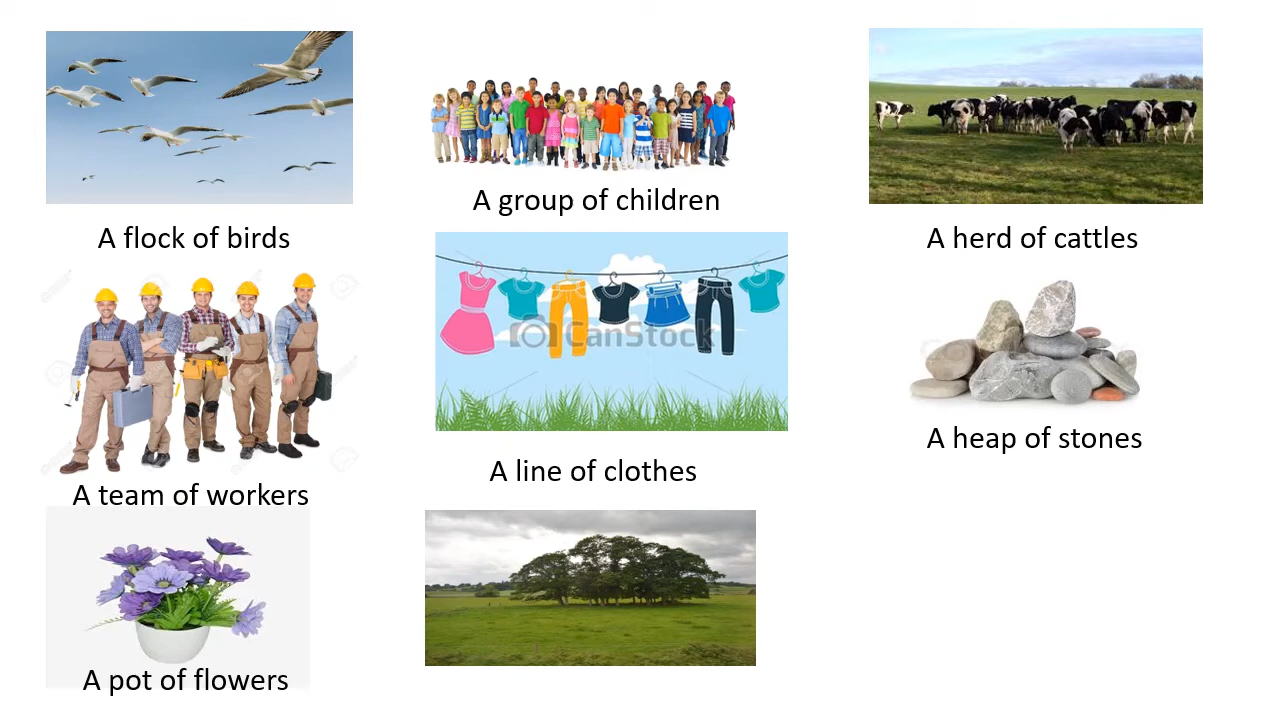 A group of children
A flock of birds
A herd of cattles
CanStock
A heap of stones
A line of clothes
A team of workers
A pot of flowers